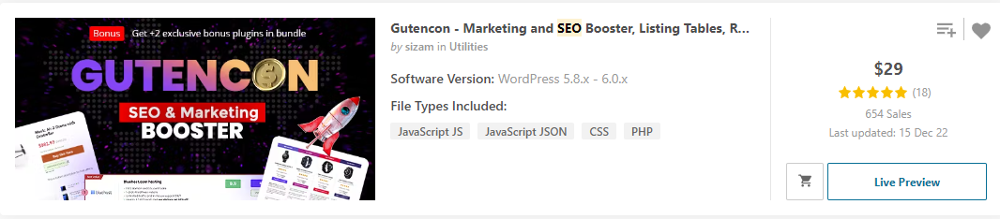 Bonus Get +2 exclusive bonus plugins in bundle
GUTENCON
SEO & Marketing
BOOSTER
Gutencon - Marketing and SEO Booster, Listing Tables, R...
by sizam in Utilities
Software Version: WordPress 5.8.x - 6.0.x
File Types Included:
JavaScript JS JavaScript JSON CSS PHP
$29
(18)
654 Sales
Last updated: 15 Dec 22
Live Preview